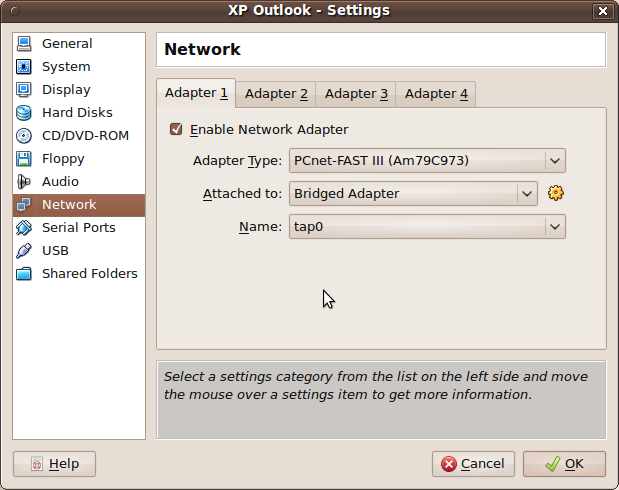 XP Outlook - Settings
General
System
Display
Hard Disks
CD/DVD-ROM
Floppy
Audio
Network
Serial Ports
USB
Shared Folders
Network
Adapter 1 Adapter 2 Adapter 3 Adapter 4
Enable Network Adapter
Adapter Type: PCnet-FAST III (Am79C973)
Attached to: Bridged Adapter
Name: tap0
Select a settings category from the list on the left side and move
the mouse over a settings item to get more information.
Help Cancel OK